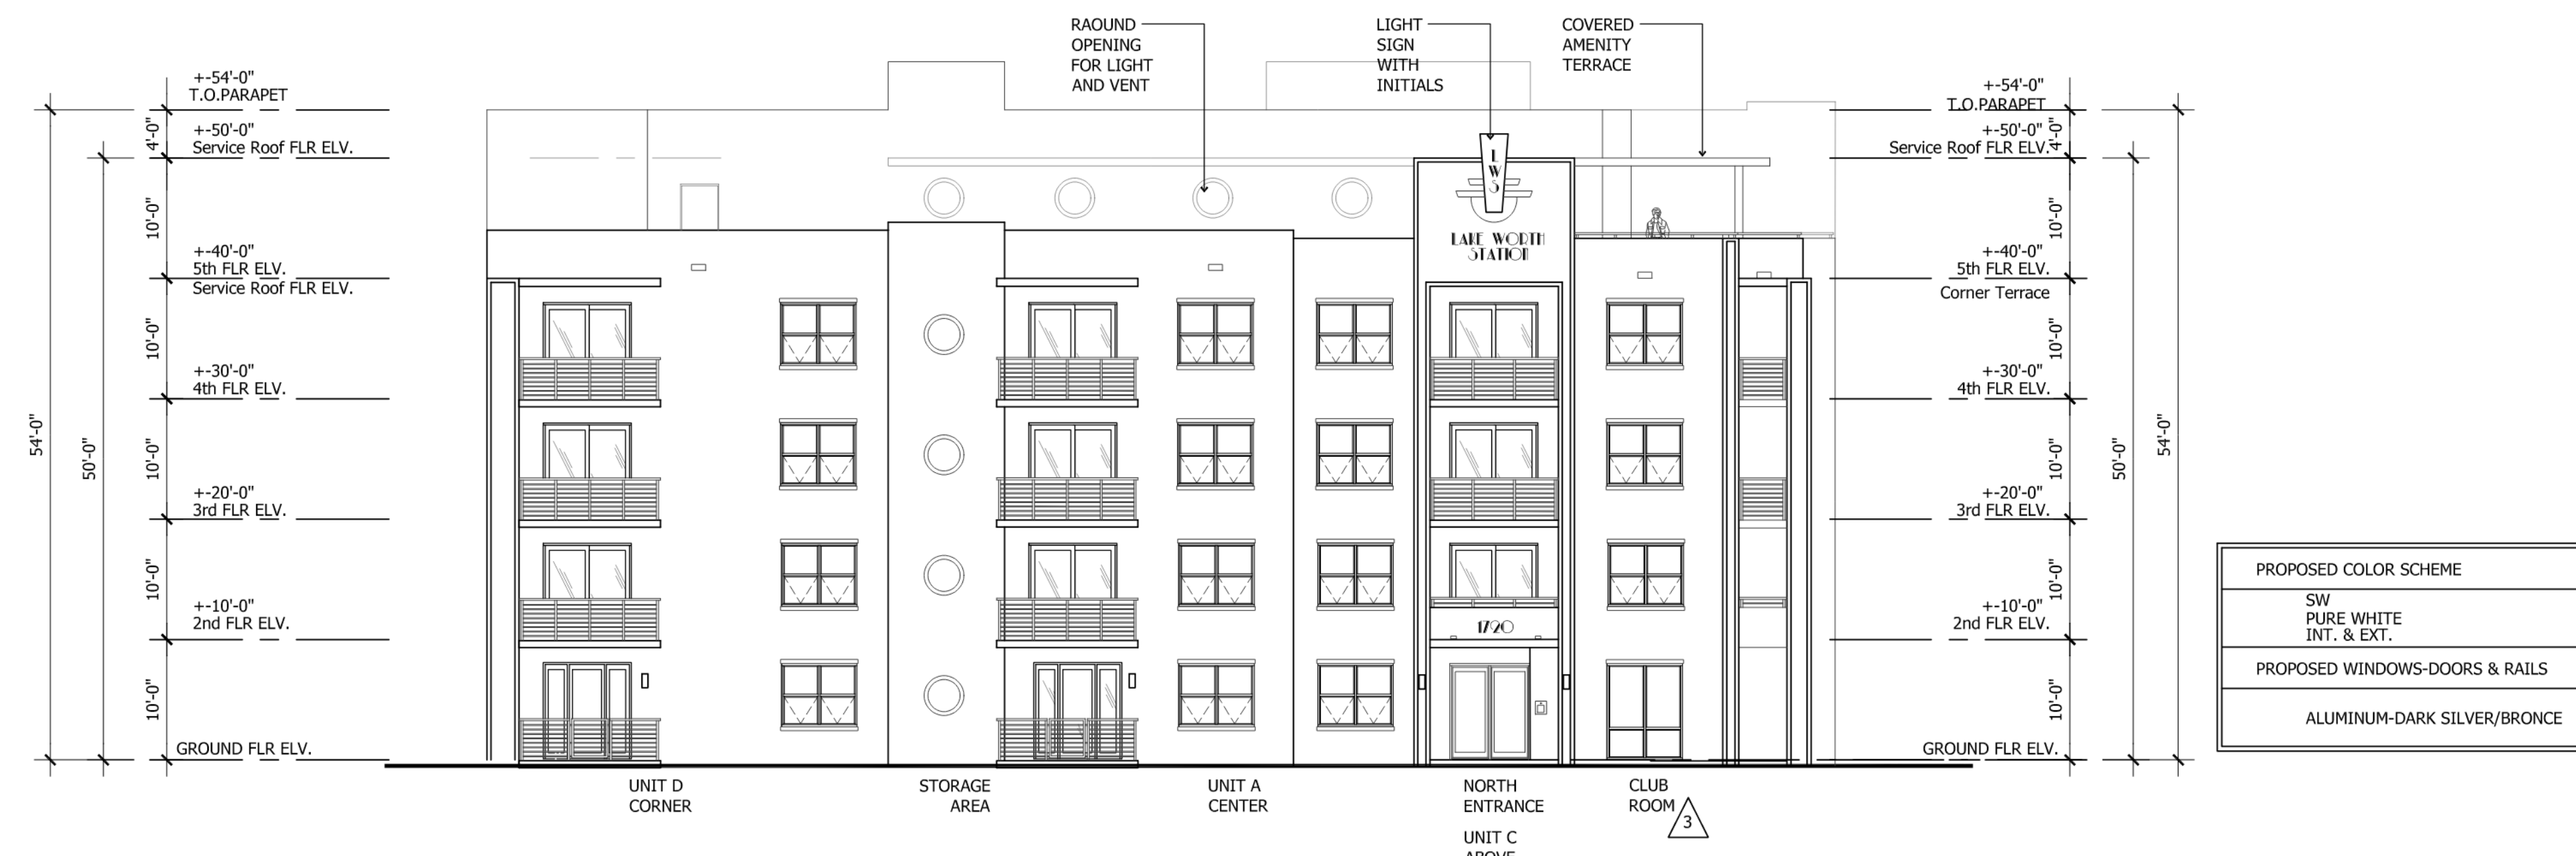 RAOUND
OPENING
FOR LIGHT
AND VENT
LIGHT
SIGN
WITH
INITIALS
COVERED
AMENITY
TERRACE
+-54'-0"
T.O.PARAPET
+-50'-0"
Service Roof FLR ELV.
+-40'-0"
5th FLR ELV.
Service Roof FLR ELV.
+-30'-0"
4th FLR ELV.
+-20'-0"
3rd FLR ELV.
+-10'-0"
2nd FLR ELV.
GROUND FLR ELV.
54'-0"
50'-0"
4'-0"
10'-0"
10'-0"
10'-0"
10'-0"
10'-0"
L
W
S
LAKE WORTH
STATION
1720
+-54'-0"
T.O.PARAPET
+-50'-0"
Service Roof FLR ELV.
+-40'-0"
5th FLR ELV.
Corner Terrace
+-30'-0"
4th FLR ELV.
+-20'-0"
3rd FLR ELV.
+-10'-0"
2nd FLR ELV.
GROUND FLR ELV.
4'-0"
10'-0"
10'-0"
10'-0"
10'-0"
10'-0"
50'-0"
54'-0"
PROPOSED COLOR SCHEME
SW
PURE WHITE
INT. & EXT.
PROPOSED WINDOWS-DOORS & RAILS
ALUMINUM-DARK SILVER/BRONCE
UNIT D
CORNER
STORAGE
AREA
UNIT A
CENTER
NORTH
ENTRANCE
UNIT C
ABOVE
CLUB
ROOM
3